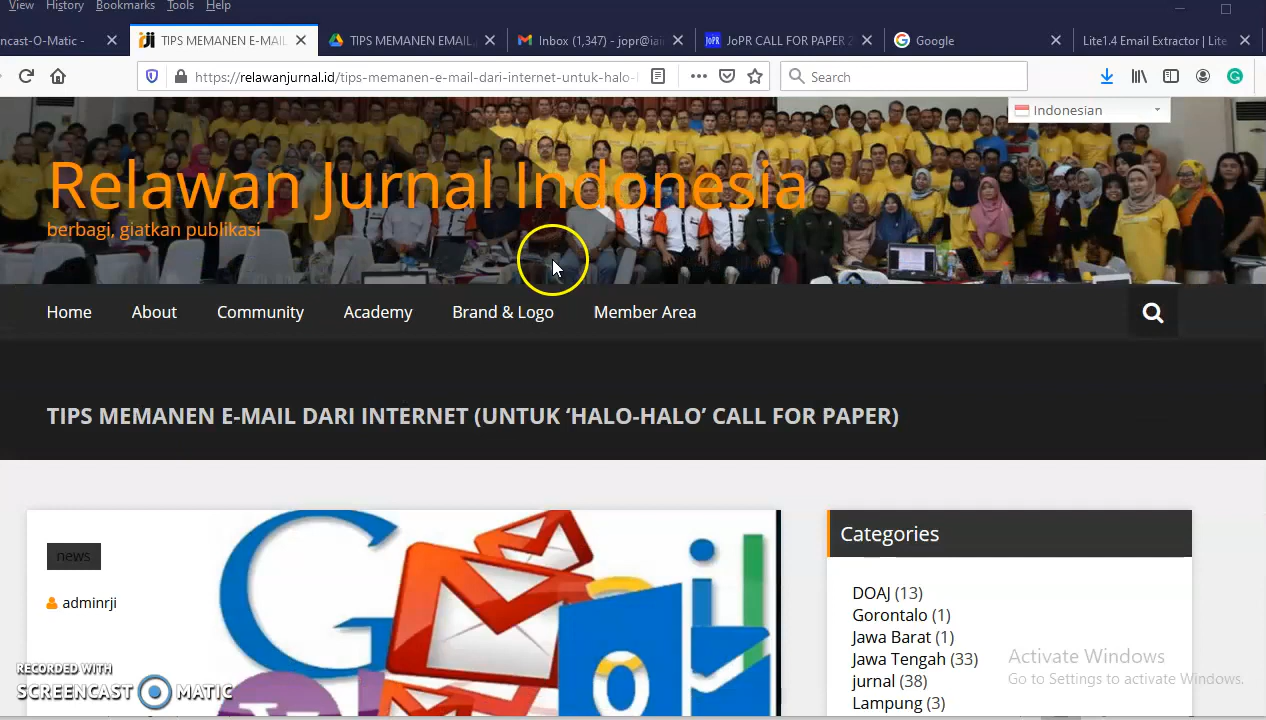 View History Bookmarks Tools Help
ncast-O-Matic - TIPS MEMANEN E-MAIL TIPS MEMANEN EMAIL Inbox (1,347) - jopr@iai JoPR CALL FOR PAPER 2 Google Lite1.4 Email Extractor | Lite
https://relawanjurnal.id/tips-memanen-e-mail-dari-internet-untuk-halo- Search
Indonesian
Relawan Jurnal Indonesia
berbagi, giatkan publikasi
Home About Community Academy Brand & Logo Member Area
TIPS MEMANEN E-MAIL DARI INTERNET (UNTUK ‘HALO-HALO’ CALL FOR PAPER)
news
adminrji
Categories
DOAJ (13)
Gorontalo (1)
Jawa Barat (1)
Jawa Tengah (33)
jurnal (38)
Lampung (3)
Activate Windows
Go to Settings to activate Windows.
RECORDED WITH
SCREENCAST MATIC